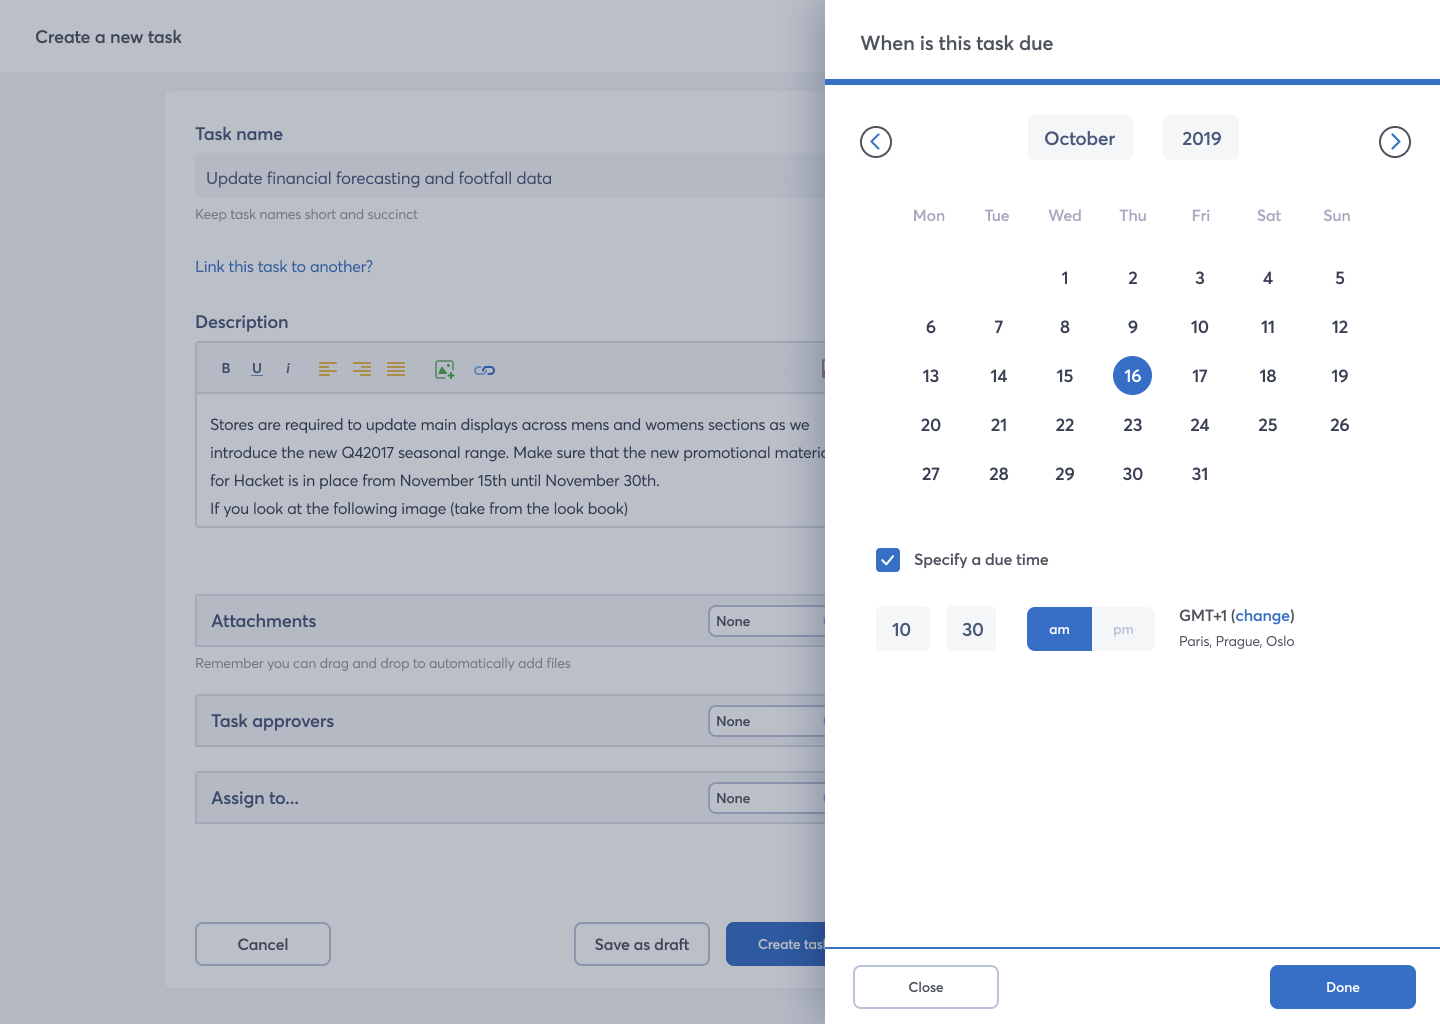 Create a new task
Task name
Update financial forecasting and footfall data
Keep task names short and succinct
Link this task to another?
Description
B U i
Stores are required to update main displays across mens and womens sections as we
introduce the new Q42017 seasonal range. Make sure that the new promotional
for Hacket is in place from November 15th until November 30th.
If you look at the following image (take from the look book)
Attachments None
Remember you can drag and drop to automatically add files
Task approvers None
Assign to... None
Cancel Save as draft Create
When is this task due
October 2019
Mon Tue Wed Thu Fri Sat Sun
1 2 3 4 5
6 7 8 9 10 11 12
13 14 15 16 17 18 19
20 21 22 23 24 25 26
27 28 29 30 31
Specify a due time
10 30 am pm GMT+1 (change)
Paris, Prague, Oslo
Close Done